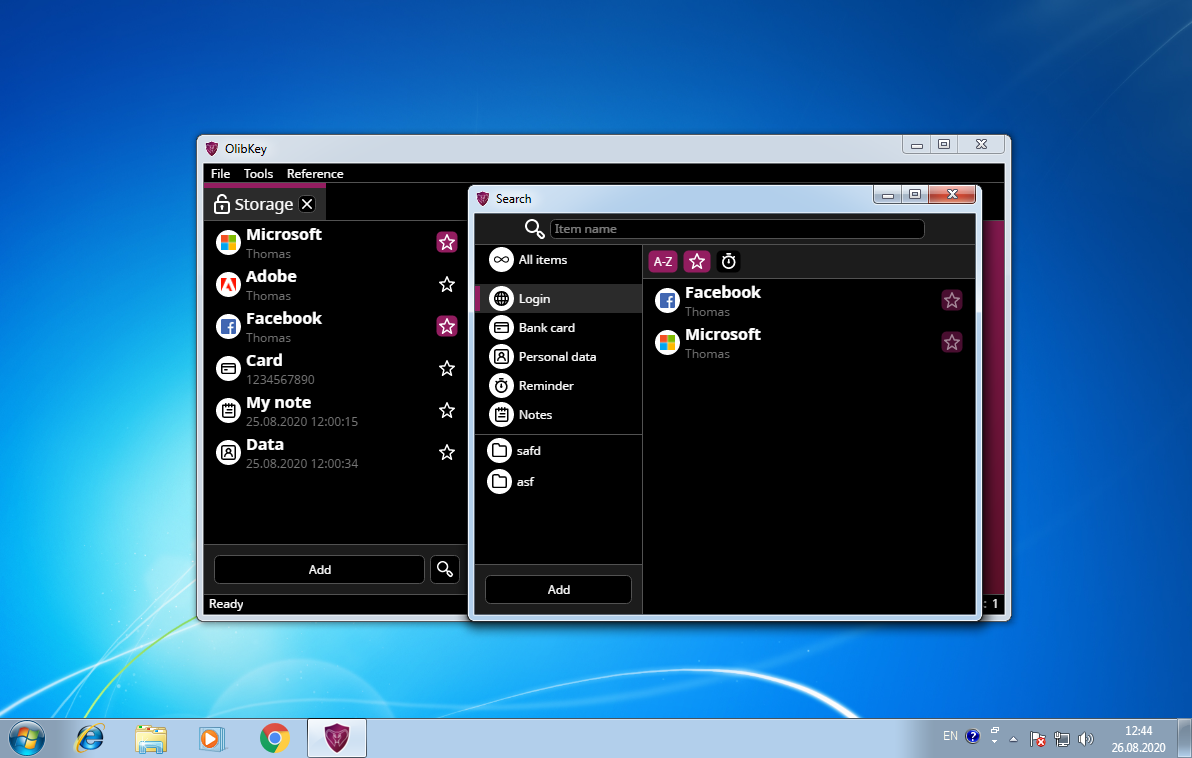 OlibKey
File Tools Reference
Storage
Microsoft
Thomas
Adobe
Thomas
Facebook
Thomas
Card
1234567890
My note
25.08.2020 12:00:15
Data
25.08.2020 12:00:34
Add
Ready
: 1
Search
Item name
All items
Login
Bank card
Personal data
Reminder
Notes
safd
asf
Add
A-Z
Facebook
Thomas
Microsoft
Thomas
EN
12:44
26.08.2020